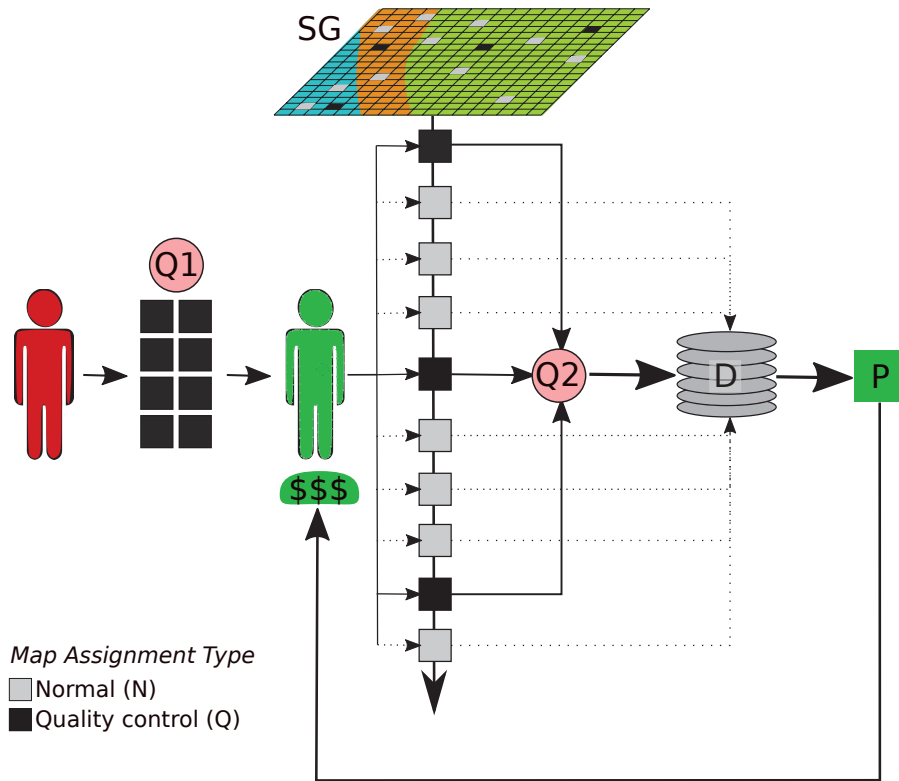 SG
Q1
Q2
D
P
$$$
Map Assignment Type
Normal (N)
Quality control (Q)